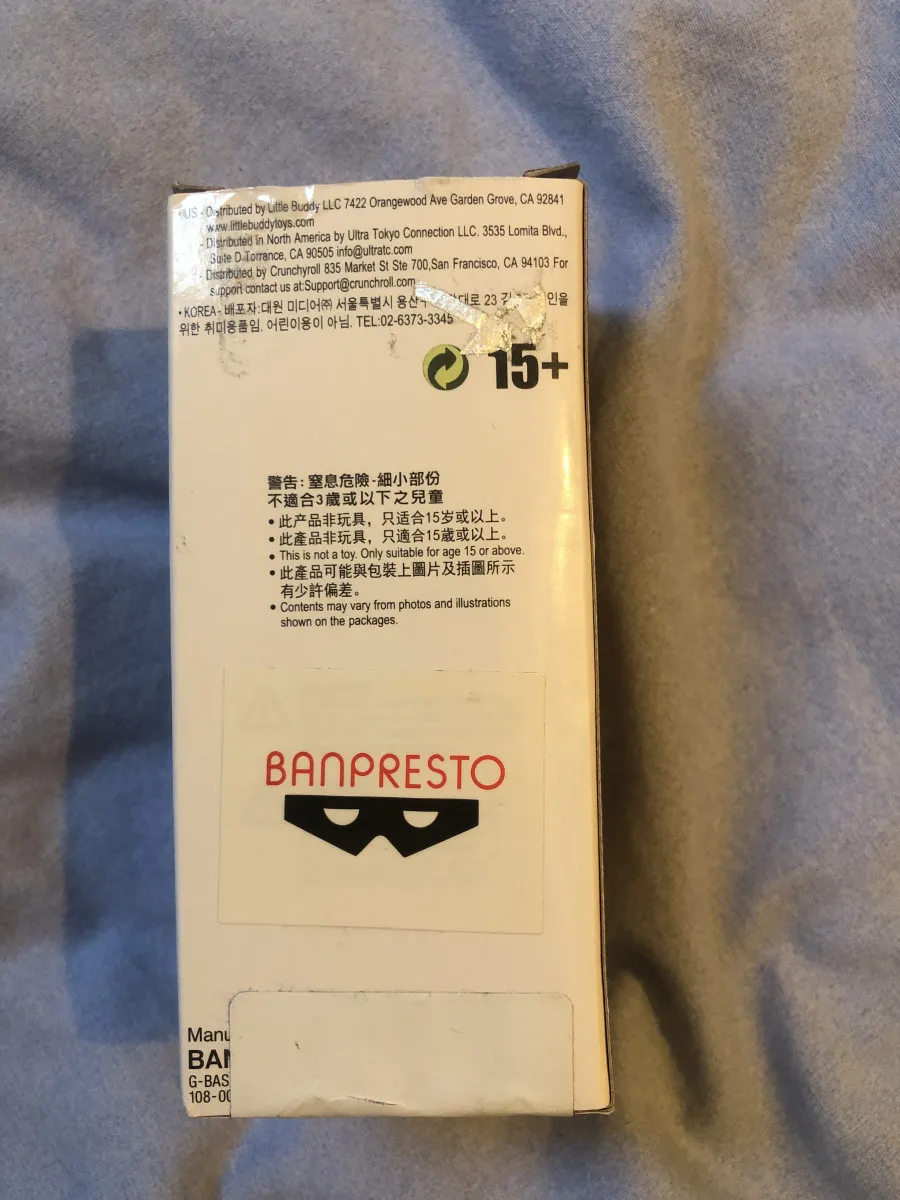 •US - Distributed by Little Buddy LLC 7422 Orangewood Ave Garden Grove, CA 92841
www.littlebuddytoys.com
- Distributed in North America by Ultra Tokyo Connection LLC. 3535 Lomita Blvd.,
Suite D Torrance, CA 90505 info@ultratc.com
- Distributed by Crunchyroll 835 Market St Ste 700,San Francisco, CA 94103 For
support contact us at:Support@crunchroll.com
•KOREA - 배포자:대원 미디어㈜ 서울특별시 23
위한 취미용품임. 어린이용이 아님. TEL:02-6373-3345
15+
警告:窒息危險-細小部份
不適合3歲或以下之兒童
• 此产品非玩具，只适合15岁或以上。
• 此產品非玩具，只適合15歲或以上。
• This is not a toy. Only suitable for age 15 or above.
• 此產品可能與包裝上圖片及插圖所示
有少許偏差。
• Contents may vary from photos and illustrations
shown on the packages.
BANPRESTO
Manu
BAN
G-BAS
108-00